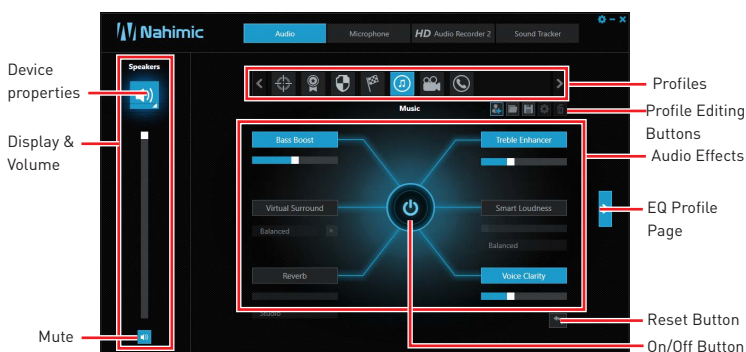 Nahimic
Audio
Microphone
HD Audio Recorder 2
Sound Tracker
Speakers
Device
properties
Display &
Volume
Mute
Music
Bass Boost
Treble Enhancer
Virtual Surround
Smart Loudness
Balanced
Balanced
Reverb
Voice Clarity
Studio
Profiles
Profile Editing
Buttons
Audio Effects
EQ Profile
Page
Reset Button
On/Off Button